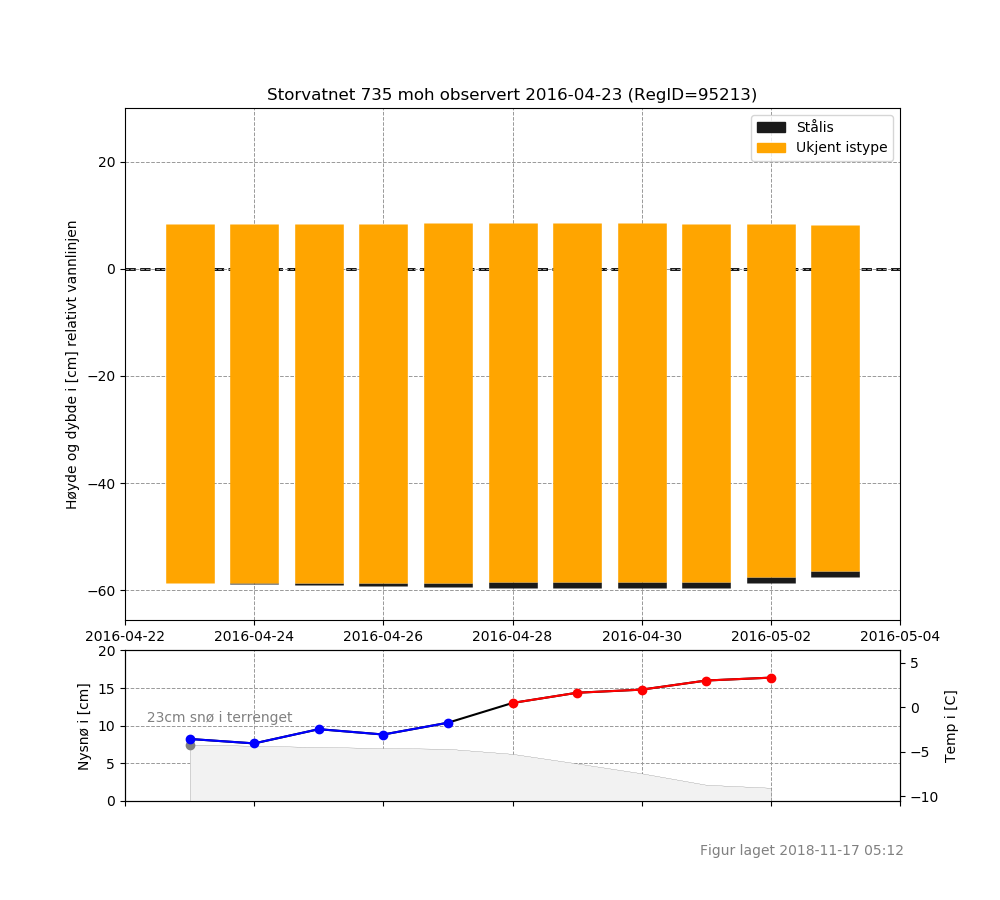 Storvatnet 735 moh observert 2016-04-23 (RegID=95213)
Stålis
Ukjent istype
Høyde og dybde i [cm] relativt vannlinjen
20
0
−20
−40
−60
2016-04-22 2016-04-24 2016-04-26 2016-04-28 2016-04-30 2016-05-02 2016-05-04
Nysnø i [cm]
20
15
10
5
0
23cm snø i terrenget
5
0
−5
−10
Temp i [C]
Figur laget 2018-11-17 05:12